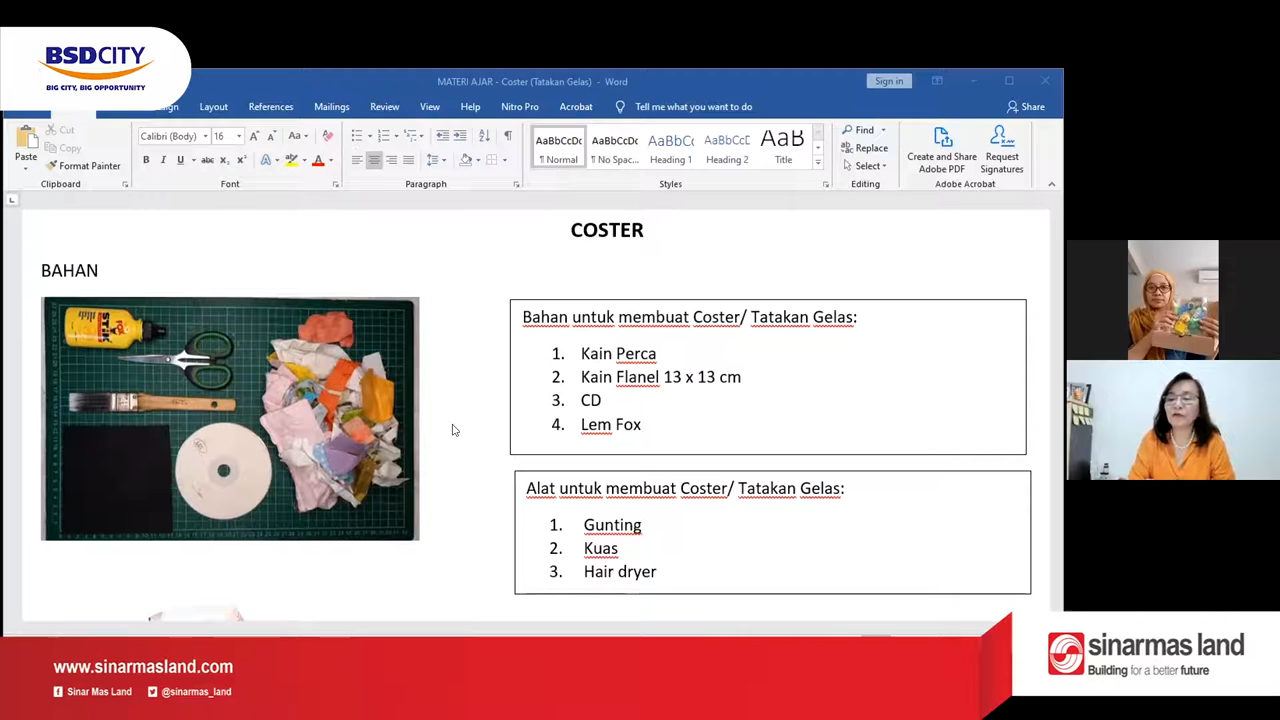 BSDCITY
BIG CITY, BIG OPPORTUNITY
MATERI AJAR - Coster (Tatakan Gelas) - Word
Sign in
Layout References Mailings Review View Help Nitro Pro Acrobat Tell me what you want to do Share
Cut
Copy
Format Painter
Paste
Clipboard
Calibri (Body) 16
Font
Paragraph
AaBbCcDc AaBbCcDc AaBbC AaBbCcD AaB
¶ Normal ¶ No Spac... Heading 1 Heading 2 Title
Styles
Find
Replace
Select
Editing
Create and Share Adobe PDF
Request Signatures
Adobe Acrobat
COSTER
BAHAN
FOX
Bahan untuk membuat Coster/ Tatakan Gelas:
1. Kain Perca
2. Kain Flanel 13 x 13 cm
3. CD
4. Lem Fox
Alat untuk membuat Coster/ Tatakan Gelas:
1. Gunting
2. Kuas
3. Hair dryer
www.sinarmasland.com
Sinar Mas Land @sinarmas_land
sinarmas land
Building for a better future